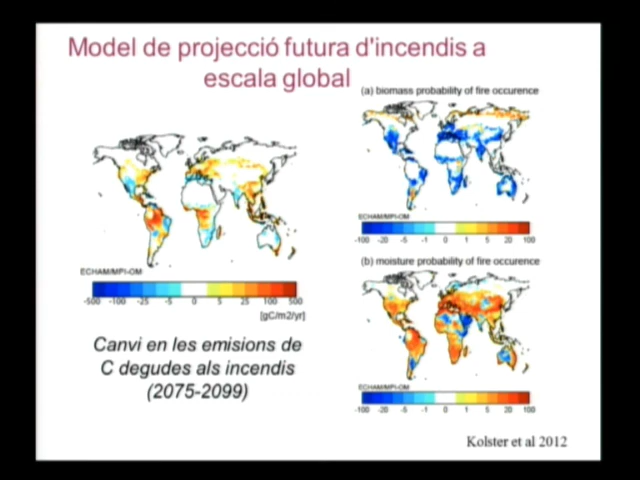 Model de projecció futura d'incendis a
escala global
(a) biomass probability of fire occurence
ECHAM/MPI-OM
-100 -20 -5 -1 0 1 5 20 100
ECHAM/MPI-OM
-500 -100 -25 -5 0 5 25 100 500
[gC/m2/yr]
(b) moisture probability of fire occurence
ECHAM/MPI-OM
-100 -20 -5 -1 0 1 5 20 100
Canvi en les emisions de
C degudes als incendis
(2075-2099)
Kolster et al 2012